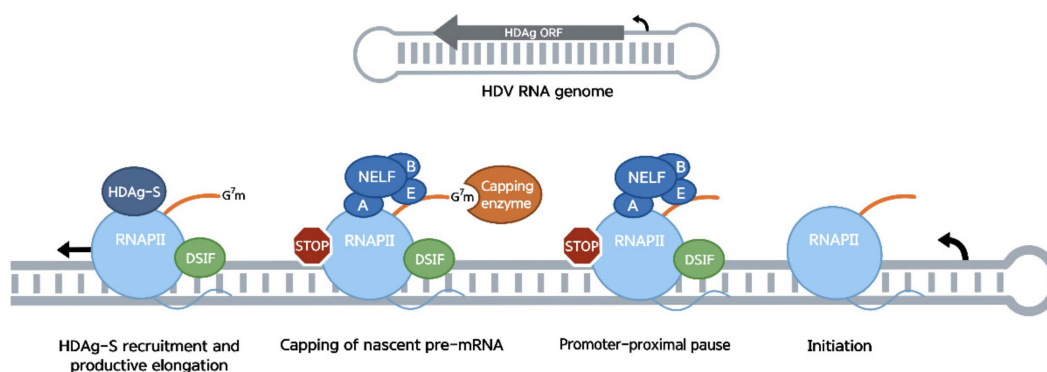 HDAg ORF
HDV RNA genome
HDAg-S
G⁷m
RNAPII
DSIF
NELF
B
A
E
G⁷m
Capping
enzyme
STOP
RNAPII
DSIF
NELF
B
A
E
STOP
RNAPII
DSIF
RNAPII
HDAg-S recruitment and
productive elongation
Capping of nascent pre-mRNA
Promoter-proximal pause
Initiation